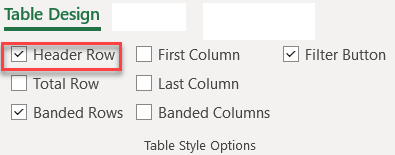 Table Design
Header Row First Column Filter Button
Total Row Last Column
Banded Rows Banded Columns
Table Style Options